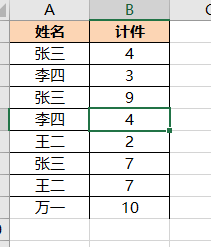 A B
1 姓名 计件
2 张三 4
3 李四 3
4 张三 9
5 李四 4
6 王二 2
7 张三 7
8 王二 7
9 万一 10